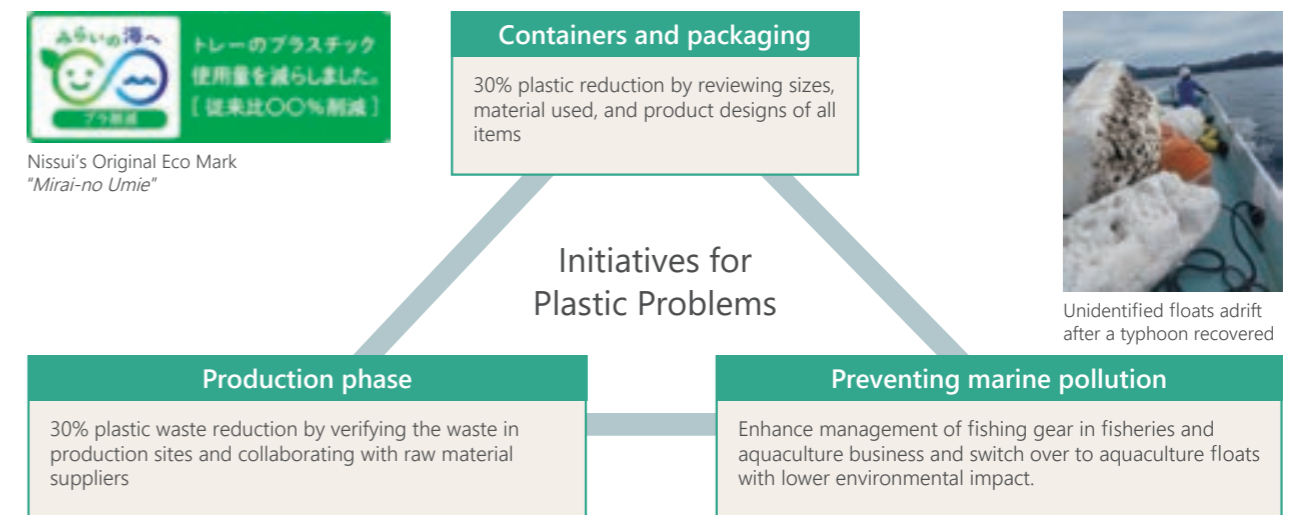 みらいの海へ
プラ削減
トレーのプラスチック
使用量を減らしました。
[ 従来比〇〇%削減 ]
Nissui's Original Eco Mark
"Mirai-no Umie"
Containers and packaging
30% plastic reduction by reviewing sizes,
material used, and product designs of all
items
Unidentified floats adrift
after a typhoon recovered
Initiatives for
Plastic Problems
Production phase
30% plastic waste reduction by verifying the waste in
production sites and collaborating with raw material
suppliers
Preventing marine pollution
Enhance management of fishing gear in fisheries and
aquaculture business and switch over to aquaculture floats
with lower environmental impact.